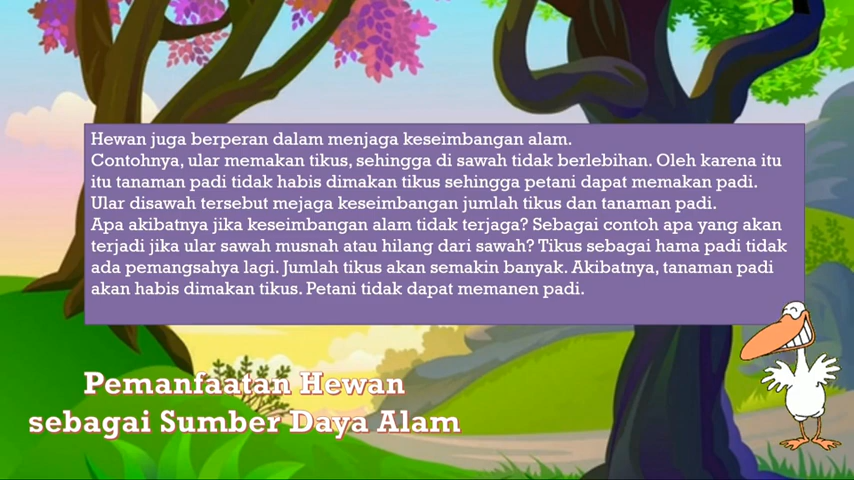 Hewan juga berperan dalam menjaga keseimbangan alam.
Contohnya, ular memakan tikus, sehingga di sawah tidak berlebihan. Oleh karena itu
itu tanaman padi tidak habis dimakan tikus sehingga petani dapat memakan padi.
Ular disawah tersebut mejaga keseimbangan jumlah tikus dan tanaman padi.
Apa akibatnya jika keseimbangan alam tidak terjaga? Sebagai contoh apa yang akan
terjadi jika ular sawah musnah atau hilang dari sawah? Tikus sebagai hama padi tidak
ada pemangsahya lagi. Jumlah tikus akan semakin banyak. Akibatnya, tanaman padi
akan habis dimakan tikus. Petani tidak dapat memanen padi.
Pemanfaatan Hewan
sebagai Sumber Daya Alam